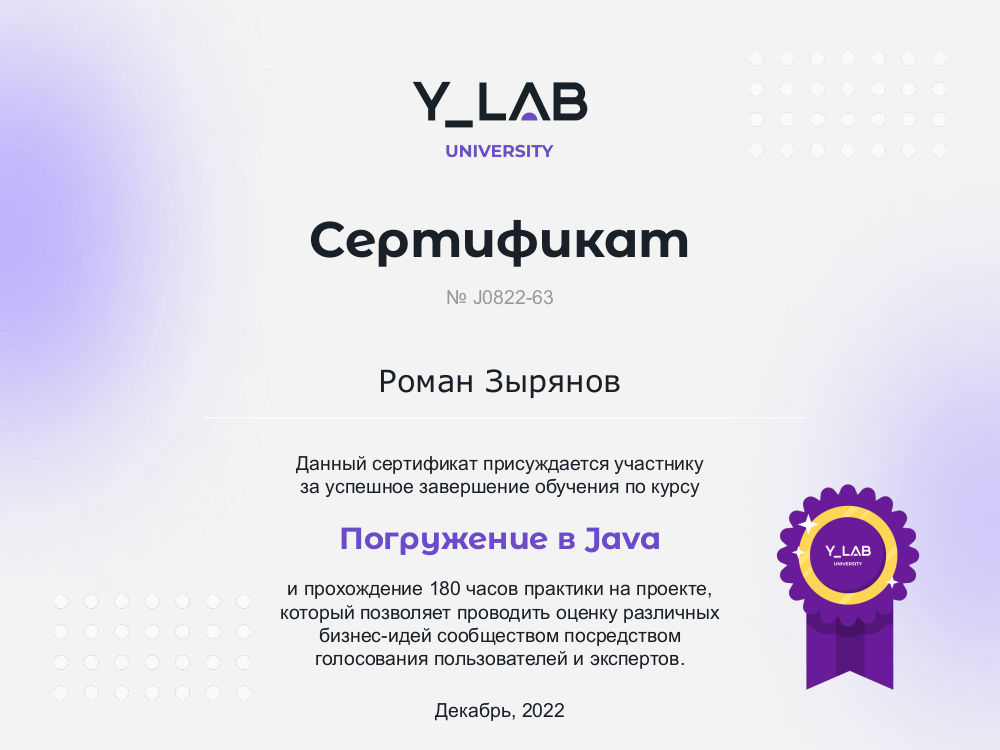 Y_LAB
UNIVERSITY
Сертификат
№ J0822-63
Роман Зырянов
Данный сертификат присуждается участнику
за успешное завершение обучения по курсу
Погружение в Java
и прохождение 180 часов практики на проекте,
который позволяет проводить оценку различных
бизнес-идей сообществом посредством
голосования пользователей и экспертов.
Декабрь, 2022
Y_LAB
UNIVERSITY